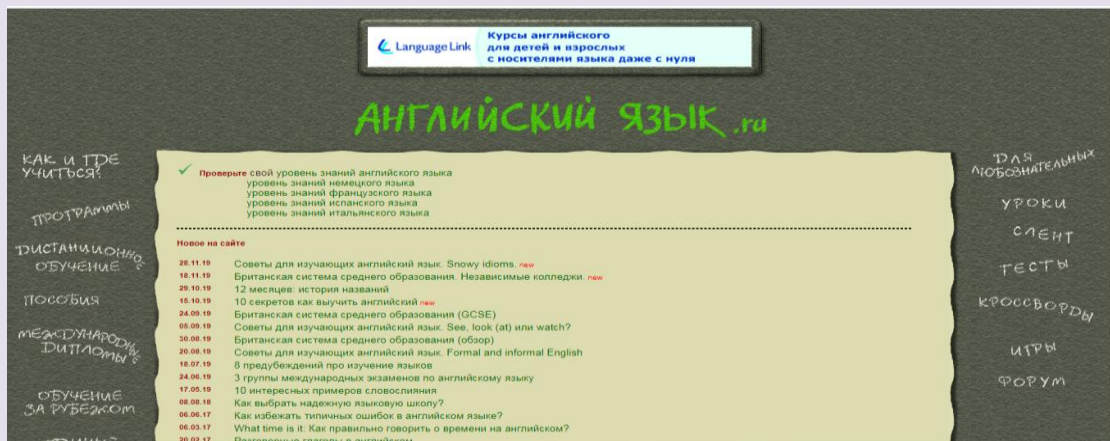 Language Link
Курсы английского
для детей и взрослых
с носителями языка даже с нуля
Английский язык.ru
Как и где
учиться?
программы
дистанционное
обучение
пособия
международные
дипломы
обучение
за рубежом
Проверьте свой уровень знаний английского языка
уровень знаний немецкого языка
уровень знаний французского языка
уровень знаний испанского языка
уровень знаний итальянского языка
Новое на сайте
28.11.19 Советы для изучающих английский язык. Snowy idioms. new
18.11.19 Британская система среднего образования. Независимые колледжи. new
29.10.19 12 месяцев: история названий
15.10.19 10 секретов как выучить английский new
24.09.19 Британская система среднего образования (GCSE)
05.09.19 Советы для изучающих английский язык. See, look (at) или watch?
30.08.19 Британская система среднего образования (обзор)
20.08.19 Советы для изучающих английский язык. Formal and informal English
18.07.19 8 предубеждений про изучение языков
24.06.19 3 группы международных экзаменов по английскому языку
17.05.19 10 интересных примеров словослияния
08.08.18 Как выбрать надежную языковую школу?
06.06.17 Как избежать типичных ошибок в английском языке?
06.03.17 What time is it: Как правильно говорить о времени на английском?
для
любознательных
уроки
сленг
тесты
кроссворды
игры
форум